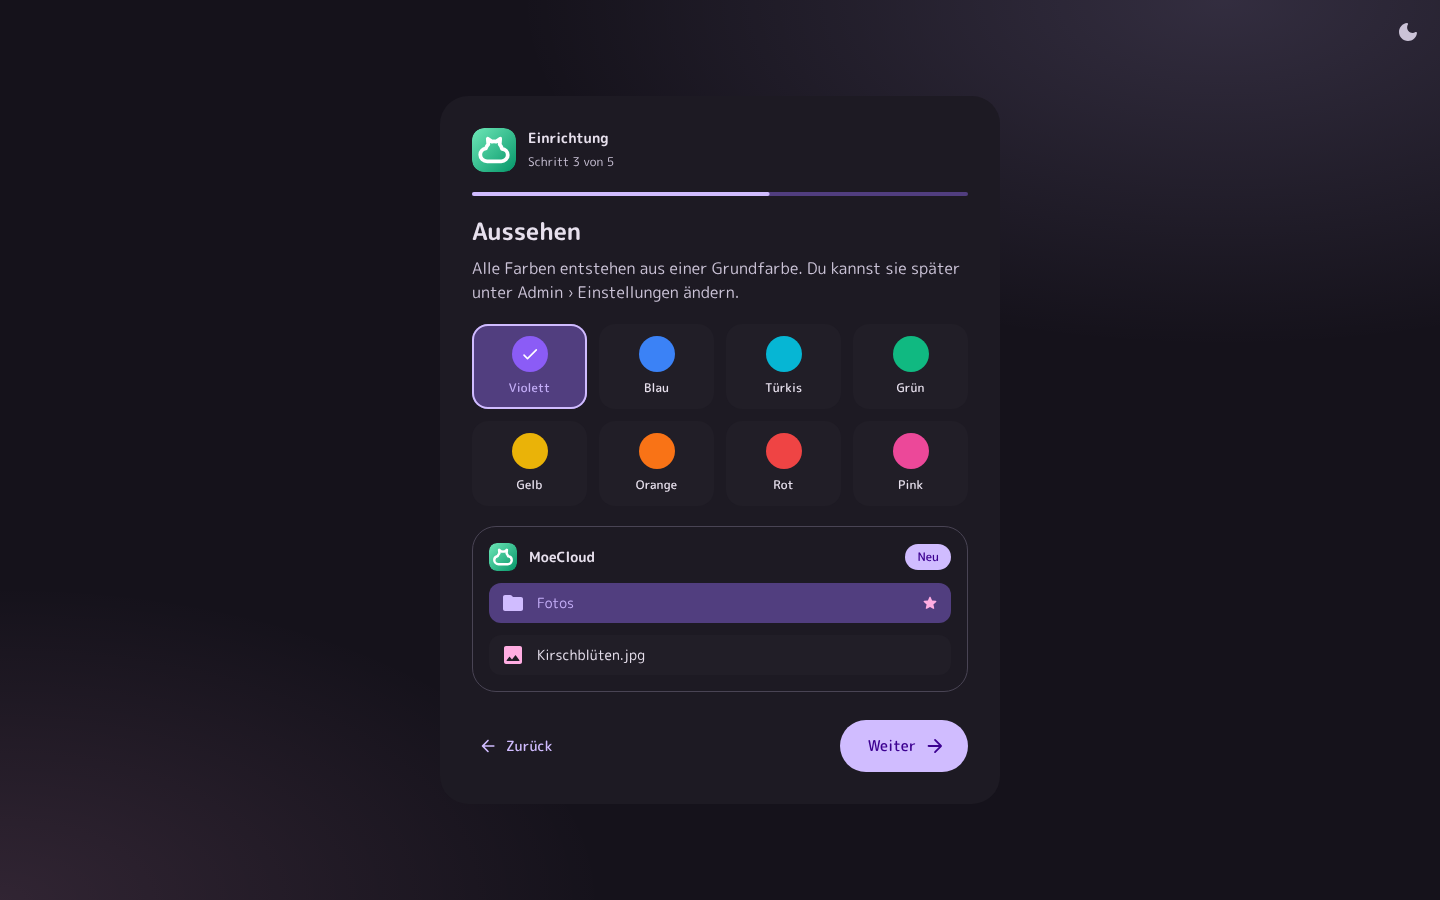 Einrichtung
Schritt 3 von 5
Aussehen
Alle Farben entstehen aus einer Grundfarbe. Du kannst sie später
unter Admin › Einstellungen ändern.
Violett
Blau
Türkis
Grün
Gelb
Orange
Rot
Pink
MoeCloud
Neu
Fotos
Kirschblüten.jpg
Zurück
Weiter